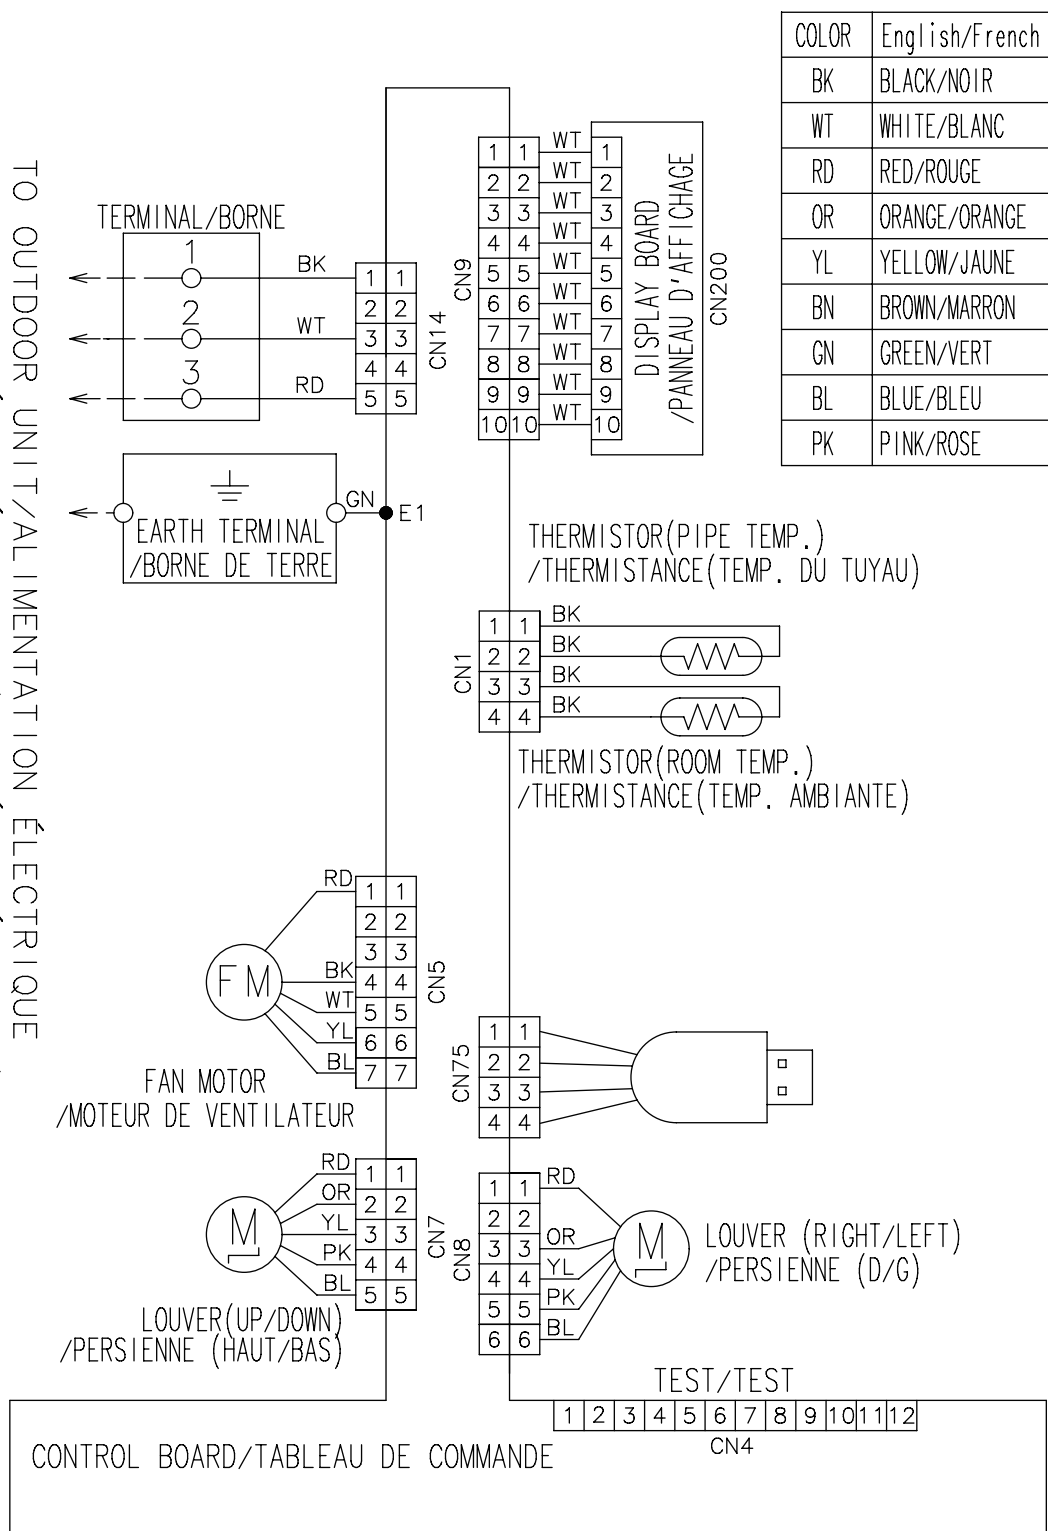 COLOR English/French
BK BLACK/NOIR
WT WHITE/BLANC
RD RED/ROUGE
OR ORANGE/ORANGE
YL YELLOW/JAUNE
BN BROWN/MARRON
GN GREEN/VERT
BL BLUE/BLEU
PK PINK/ROSE
TO OUTDOOR UNIT/ALIMENTATION ÉLECTRIQUE
TERMINAL/BORNE
1 BK 1 1
2 2
2 WT 3 3
4 4
3 RD 5 5
CN14
EARTH TERMINAL
/BORNE DE TERRE
GN
E1
CN9
1 1 WT 1
2 2 WT 2
3 3 WT 3
4 4 WT 4
5 5 WT 5
6 6 WT 6
7 7 WT 7
8 8 WT 8
9 9 WT 9
10 10 WT 10
DISPLAY BOARD
/PANNEAU D'AFFICHAGE
CN200
THERMISTOR(PIPE TEMP.)
/THERMISTANCE(TEMP. DU TUYAU)
CN1
1 1 BK
2 2 BK
3 3 BK
4 4 BK
THERMISTOR(ROOM TEMP.)
/THERMISTANCE(TEMP. AMBIANTE)
FM
RD 1 1
2 2
3 3
BK 4 4
WT 5 5
YL 6 6
BL 7 7
CN5
FAN MOTOR
/MOTEUR DE VENTILATEUR
CN75
1 1
2 2
3 3
4 4
M
RD 1 1
OR 2 2
YL 3 3
PK 4 4
BL 5 5
CN7
LOUVER(UP/DOWN)
/PERSIENNE (HAUT/BAS)
CN8
1 1 RD
2 2
3 3 OR
4 4 YL
5 5 PK
6 6 BL
M
LOUVER (RIGHT/LEFT)
/PERSIENNE (D/G)
TEST/TEST
1 2 3 4 5 6 7 8 9 10 11 12
CN4
CONTROL BOARD/TABLEAU DE COMMANDE